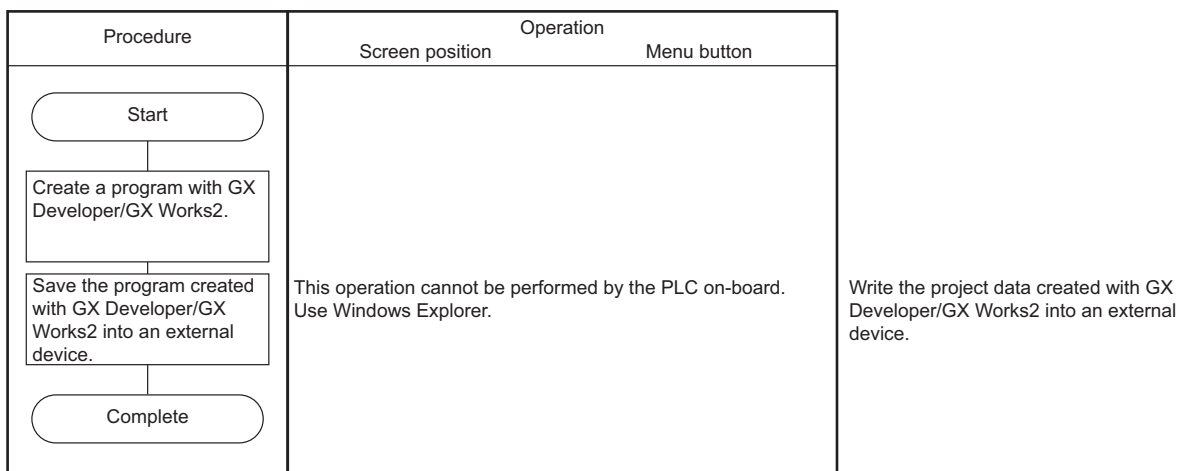 Procedure
Operation
Screen position Menu button
Start
Create a program with GX
Developer/GX Works2.
Save the program created
with GX Developer/GX
Works2 into an external
device.
This operation cannot be performed by the PLC on-board.
Use Windows Explorer.
Write the project data created with GX
Developer/GX Works2 into an external
device.
Complete